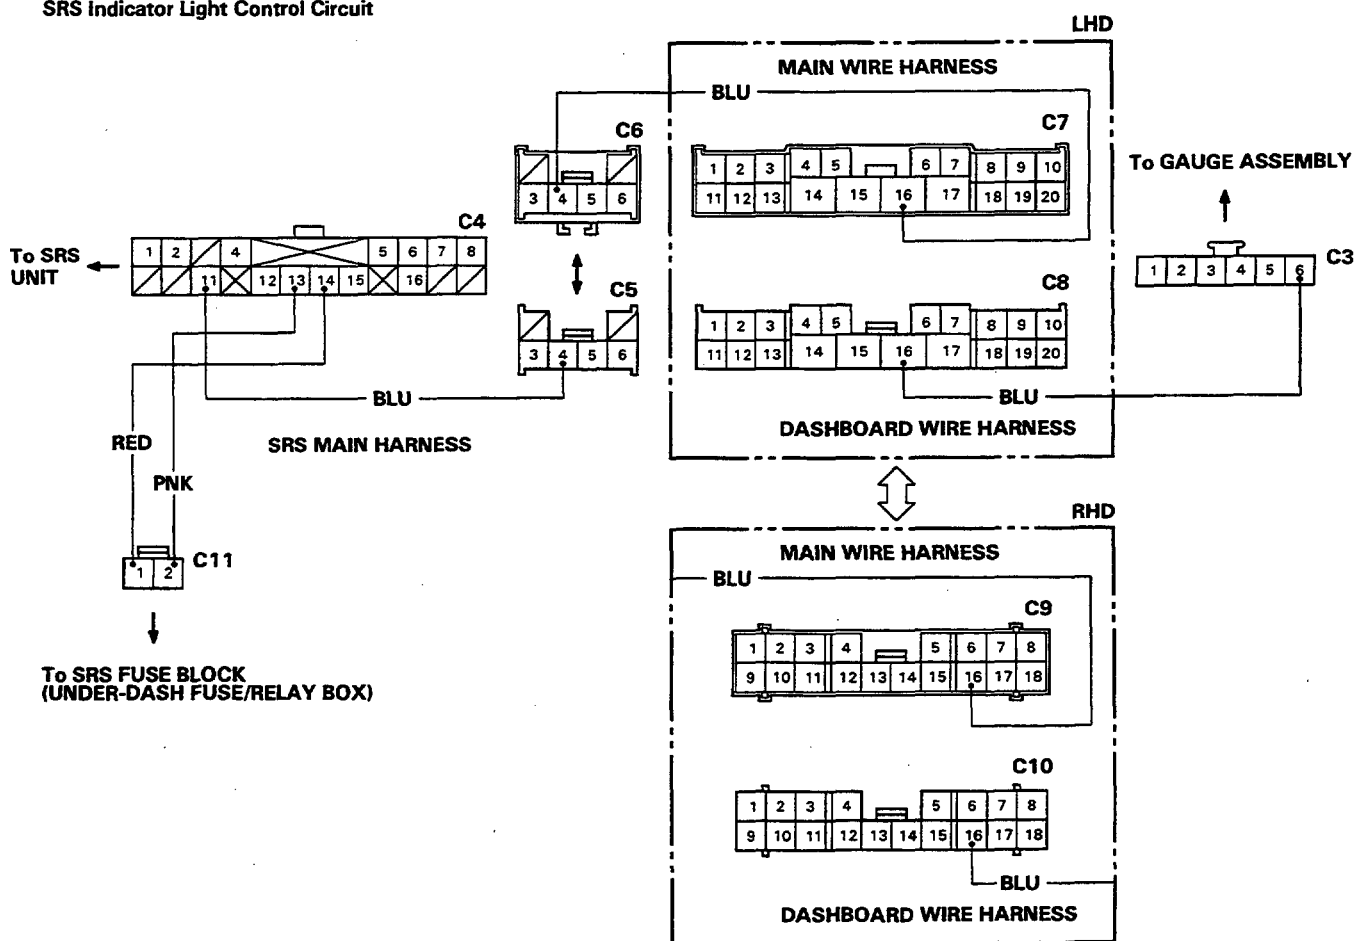 SRS Indicator Light Control Circuit
LHD
MAIN WIRE HARNESS
BLU
C6
C7
3 4 5 6
1 2 3 4 5 6 7 8 9 10
11 12 13 14 15 16 17 18 19 20
To GAUGE ASSEMBLY
C4
To SRS
UNIT
1 2 4 5 6 7 8
11 12 13 14 15 16
C3
1 2 3 4 5 6
C5
3 4 5 6
C8
1 2 3 4 5 6 7 8 9 10
11 12 13 14 15 16 17 18 19 20
BLU
BLU
RED
SRS MAIN HARNESS
DASHBOARD WIRE HARNESS
PNK
RHD
MAIN WIRE HARNESS
BLU
C11
1 2
C9
1 2 3 4 5 6 7 8
9 10 11 12 13 14 15 16 17 18
To SRS FUSE BLOCK
(UNDER-DASH FUSE/RELAY BOX)
C10
1 2 3 4 5 6 7 8
9 10 11 12 13 14 15 16 17 18
BLU
DASHBOARD WIRE HARNESS